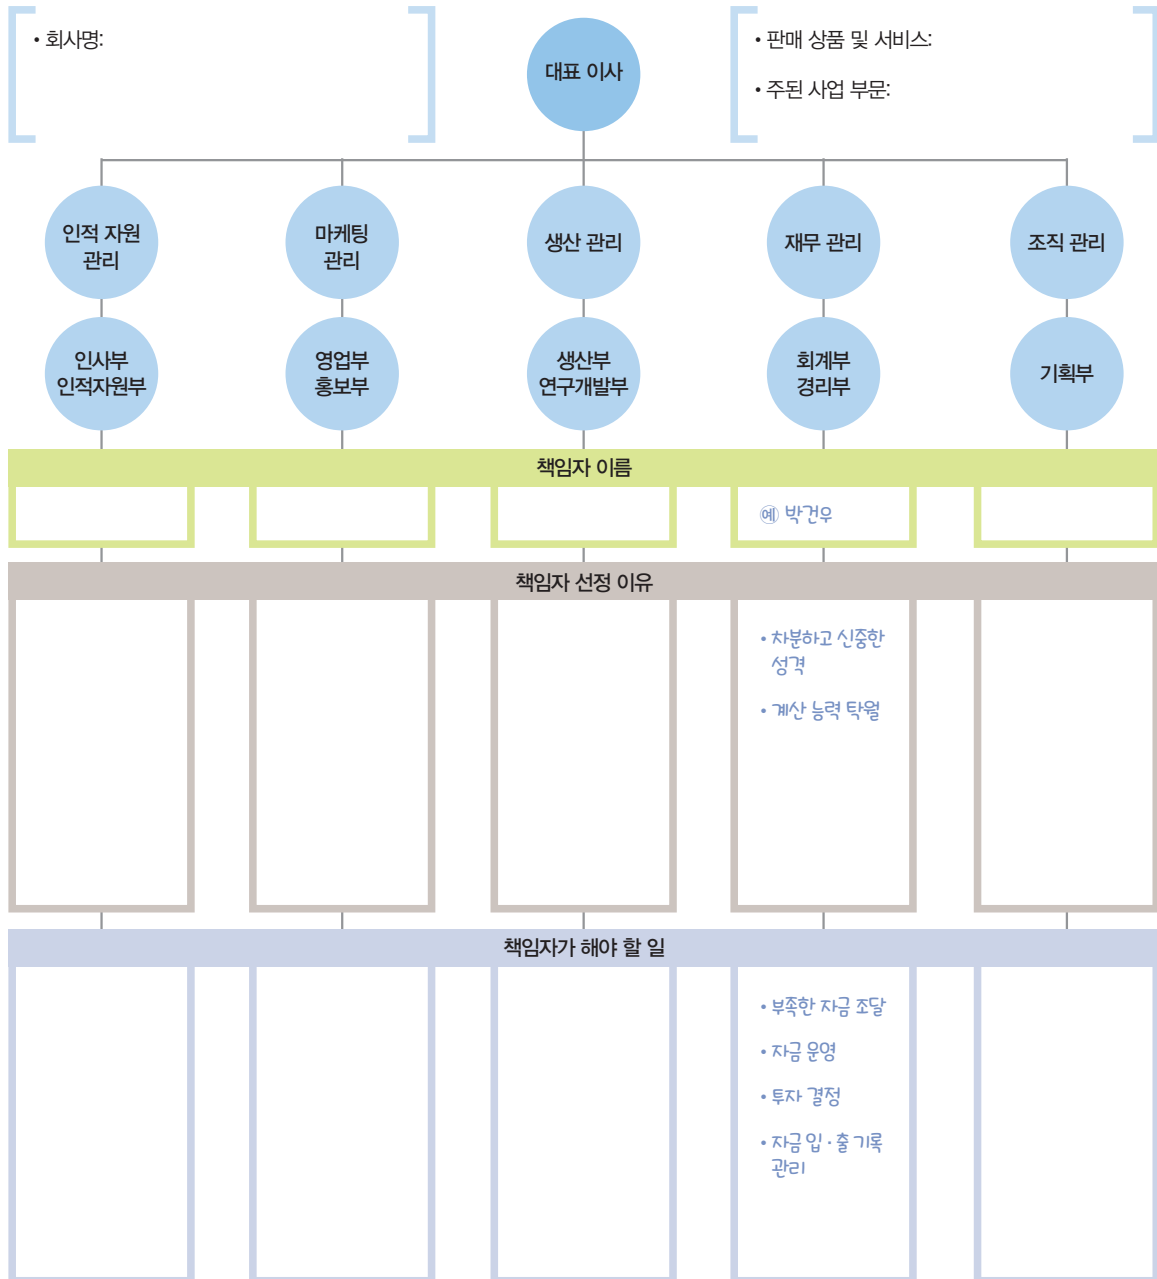 • 회사명:
대표 이사
• 판매 상품 및 서비스:
• 주된 사업 부문:
인적 자원
관리
마케팅
관리
생산 관리
재무 관리
조직 관리
인사부
인적자원부
영업부
홍보부
생산부
연구개발부
회계부
경리부
기획부
책임자 이름
예 박건우
책임자 선정 이유
• 차분하고 신중한
성격
• 계산 능력 탁월
책임자가 해야 할 일
• 부족한 자금 조달
• 자금 운영
• 투자 결정
• 자금 입·출 기록
관리